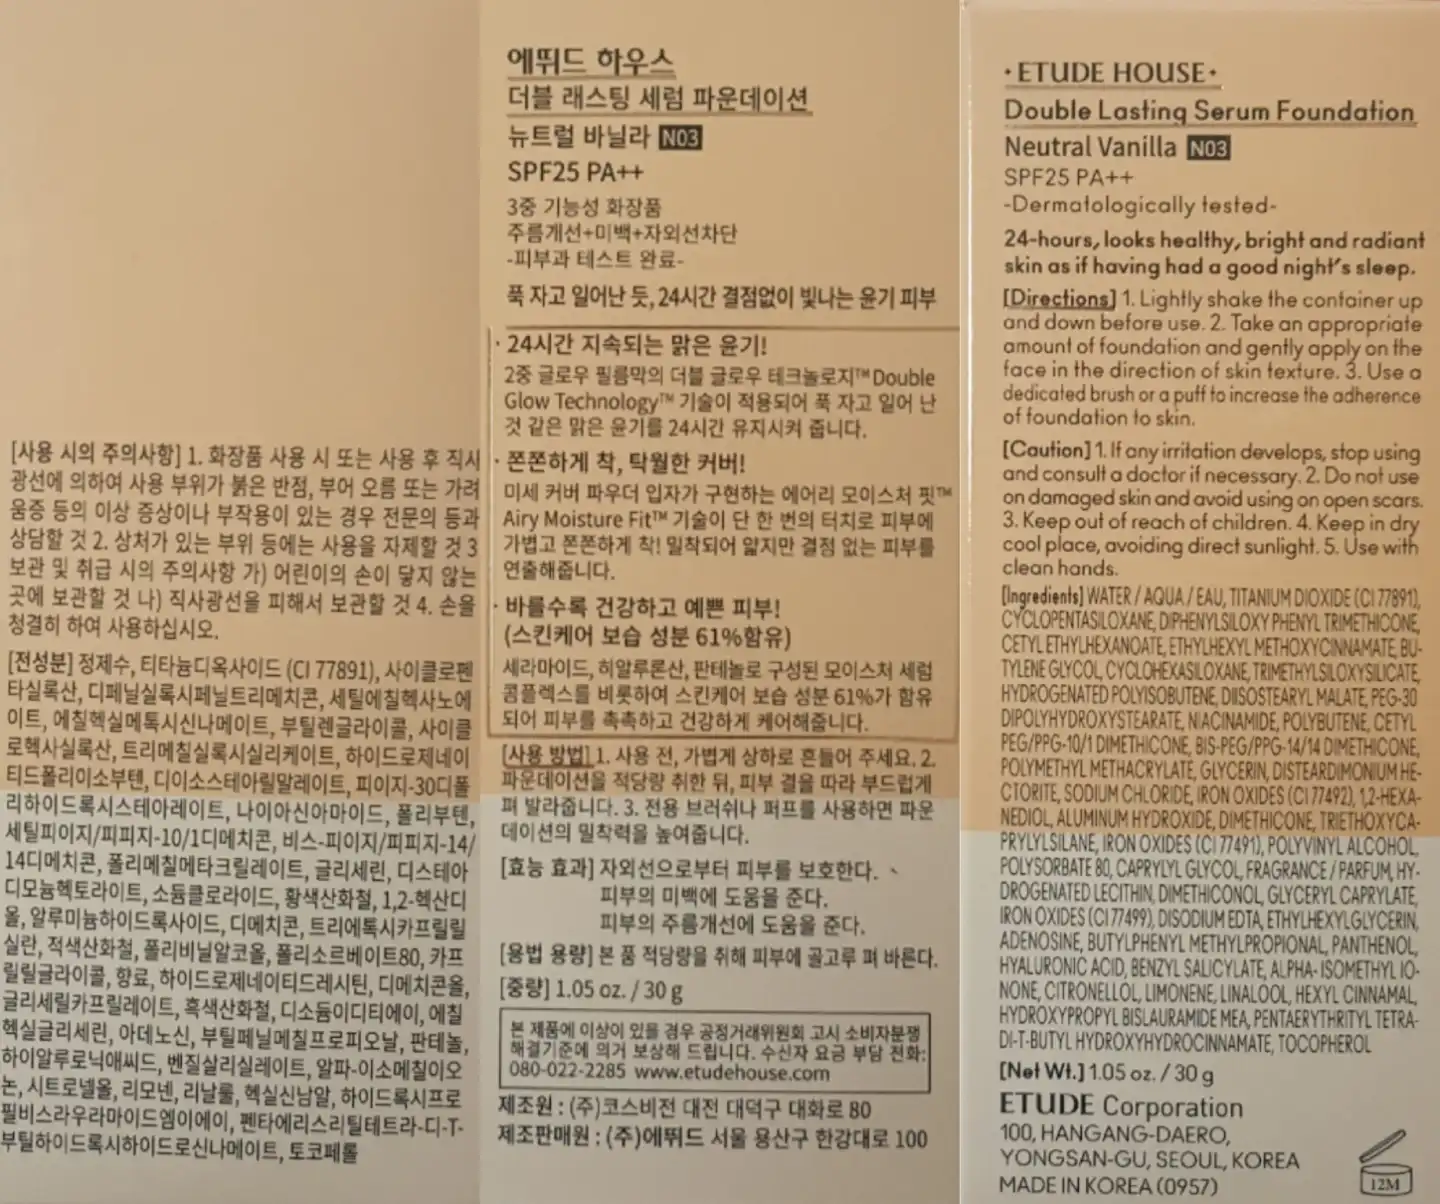 [사용 시의 주의사항] 1. 화장품 사용 시 또는 사용 후 직사
광선에 의하여 사용 부위가 붉은 반점, 부어 오름 또는 가려
움증 등의 이상 증상이나 부작용이 있는 경우 전문의 등과
상담할 것 2. 상처가 있는 부위 등에는 사용을 자제할 것 3
보관 및 취급 시의 주의사항 가) 어린이의 손이 닿지 않는
곳에 보관할 것 나) 직사광선을 피해서 보관할 것 4. 손을
청결히 하여 사용하십시오.
[전성분] 정제수, 티타늄디옥사이드 (CI 77891), 사이클로펜
타실록산, 디페닐실록시페닐트리메치콘, 세틸에칠헥사노에
이트, 에칠헥실메톡시신나메이트, 부틸렌글라이콜, 사이클
로헥사실록산, 트리메칠실록시실리케이트, 하이드로제네이
티드폴리이소부텐, 디이소스테아릴말레이트, 피이지-30디폴
리하이드록시스테아레이트, 나이아신아마이드, 폴리부텐,
세틸피이지/피피지-10/1디메치콘, 비스-피이지/피피지-14/
14디메치콘, 폴리메칠메타크릴레이트, 글리세린, 디스테아
디모늄헥토라이트, 소듐클로라이드, 황색산화철, 1,2-헥산디
올, 알루미늄하이드록사이드, 디메치콘, 트리에톡시카프릴릴
실란, 적색산화철, 폴리비닐알코올, 폴리소르베이트80, 카프
릴릴글라이콜, 향료, 하이드로제네이티드레시틴, 디메치콘올,
글리세릴카프릴레이트, 흑색산화철, 디소듐이디티에이, 에칠
헥실글리세린, 아데노신, 부틸페닐메칠프로피오날, 판테놀,
하이알루로닉애씨드, 벤질살리실레이트, 알파-이소메칠이오
논, 시트로넬올, 리모넨, 리날룰, 헥실신남알, 하이드록시프로
필비스라우라마이드엠이에이, 펜타에리스리틸테트라-디-T-
부틸하이드록시하이드로신나메이트, 토코페롤
에뛰드 하우스
더블 래스팅 세럼 파운데이션
뉴트럴 바닐라 N03
SPF25 PA++
3중 기능성 화장품
주름개선+미백+자외선차단
-피부과 테스트 완료-
푹 자고 일어난 듯, 24시간 결점없이 빛나는 윤기 피부
· 24시간 지속되는 맑은 윤기!
2중 글로우 필름막의 더블 글로우 테크놀로지™ Double
Glow Technology™ 기술이 적용되어 푹 자고 일어 난
것 같은 맑은 윤기를 24시간 유지시켜 줍니다.
· 쫀쫀하게 착, 탁월한 커버!
미세 커버 파우더 입자가 구현하는 에어리 모이스처 핏™
Airy Moisture Fit™ 기술이 단 한 번의 터치로 피부에
가볍고 쫀쫀하게 착! 밀착되어 얇지만 결점 없는 피부를
연출해줍니다.
· 바를수록 건강하고 예쁜 피부!
(스킨케어 보습 성분 61%함유)
세라마이드, 히알루론산, 판테놀로 구성된 모이스처 세럼
콤플렉스를 비롯하여 스킨케어 보습 성분 61%가 함유
되어 피부를 촉촉하고 건강하게 케어해줍니다.
[사용 방법] 1. 사용 전, 가볍게 상하로 흔들어 주세요. 2.
파운데이션을 적당량 취한 뒤, 피부 결을 따라 부드럽게
펴 발라줍니다. 3. 전용 브러쉬나 퍼프를 사용하면 파운
데이션의 밀착력을 높여줍니다.
[효능 효과] 자외선으로부터 피부를 보호한다.
피부의 미백에 도움을 준다.
피부의 주름개선에 도움을 준다.
[용법 용량] 본 품 적당량을 취해 피부에 골고루 펴 바른다.
[중량] 1.05 oz. / 30 g
본 제품에 이상이 있을 경우 공정거래위원회 고시 소비자분쟁
해결기준에 의거 보상해 드립니다. 수신자 요금 부담 전화:
080-022-2285 www.etudehouse.com
제조원 : (주)코스비전 대전 대덕구 대화로 80
제조판매원 : (주)에뛰드 서울 용산구 한강대로 100
· ETUDE HOUSE ·
Double Lasting Serum Foundation
Neutral Vanilla N03
SPF25 PA++
-Dermatologically tested-
24-hours, looks healthy, bright and radiant
skin as if having had a good night's sleep.
[Directions] 1. Lightly shake the container up
and down before use. 2. Take an appropriate
amount of foundation and gently apply on the
face in the direction of skin texture. 3. Use a
dedicated brush or a puff to increase the adherence
of foundation to skin.
[Caution] 1. If any irritation develops, stop using
and consult a doctor if necessary. 2. Do not use
on damaged skin and avoid using on open scars.
3. Keep out of reach of children. 4. Keep in dry
cool place, avoiding direct sunlight. 5. Use with
clean hands.
[Ingredients] WATER / AQUA / EAU, TITANIUM DIOXIDE (CI 77891),
CYCLOPENTASILOXANE, DIPHENYLSILOXY PHENYL TRIMETHICONE,
CETYL ETHYLHEXANOATE, ETHYLHEXYL METHOXYCINNAMATE, BU-
TYLENE GLYCOL, CYCLOHEXASILOXANE, TRIMETHYLSILOXYSILICATE,
HYDROGENATED POLYISOBUTENE, DIISOSTEARYL MALATE, PEG-30
DIPOLYHYDROXYSTEARATE, NIACINAMIDE, POLYBUTENE, CETYL
PEG/PPG-10/1 DIMETHICONE, BIS-PEG/PPG-14/14 DIMETHICONE,
POLYMETHYL METHACRYLATE, GLYCERIN, DISTEARDIMONIUM HE-
CTORITE, SODIUM CHLORIDE, IRON OXIDES (CI 77492), 1,2-HEXA-
NEDIOL, ALUMINUM HYDROXIDE, DIMETHICONE, TRIETHOXYCA-
PRYLYLSILANE, IRON OXIDES (CI 77491), POLYVINYL ALCOHOL,
POLYSORBATE 80, CAPRYLYL GLYCOL, FRAGRANCE / PARFUM, HY-
DROGENATED LECITHIN, DIMETHICONOL, GLYCERYL CAPRYLATE,
IRON OXIDES (CI 77499), DISODIUM EDTA, ETHYLHEXYLGLYCERIN,
ADENOSINE, BUTYLPHENYL METHYLPROPIONAL, PANTHENOL,
HYALURONIC ACID, BENZYL SALICYLATE, ALPHA- ISOMETHYL IO-
NONE, CITRONELLOL, LIMONENE, LINALOOL, HEXYL CINNAMAL,
HYDROXYPROPYL BISLAURAMIDE MEA, PENTAERYTHRITYL TETRA-
DI-T-BUTYL HYDROXYHYDROCINNAMATE, TOCOPHEROL
[Net Wt.] 1.05 oz. / 30 g
ETUDE Corporation
100, HANGANG-DAERO,
YONGSAN-GU, SEOUL, KOREA
MADE IN KOREA (0957)
12M